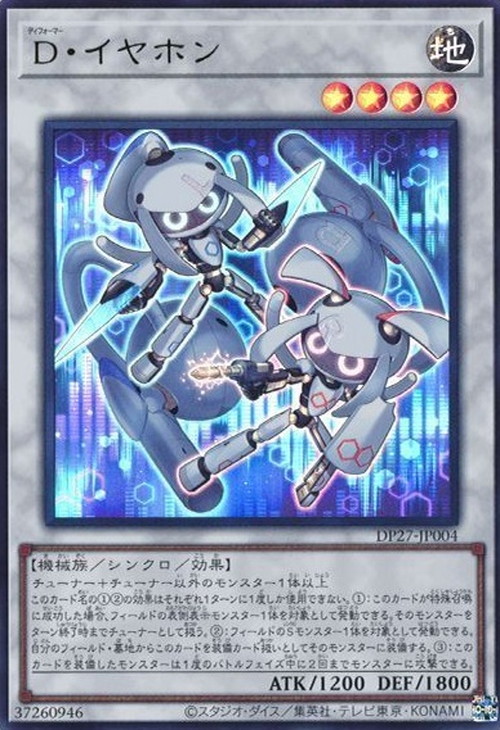 ディフォーマー
D・イヤホン
地
DP27-JP004
【機械族／シンクロ／効果】
チューナー＋チューナー以外のモンスター1体以上
このカード名の①②の効果はそれぞれ1ターンに1度しか使用できない。①：このカードが特殊召喚
に成功した場合、フィールドの表側表示モンスター1体を対象として発動できる。そのモンスターを
ターン終了時までチューナーとして扱う。②：フィールドのSモンスター1体を対象として発動できる。
自分のフィールド・墓地からこのカードを装備カード扱いとしてそのモンスターに装備する。③：この
カードを装備したモンスターは1度のバトルフェイズ中に2回までモンスターに攻撃できる。
ATK/1200 DEF/1800
37260946
©スタジオ・ダイス／集英社・テレビ東京・KONAMI